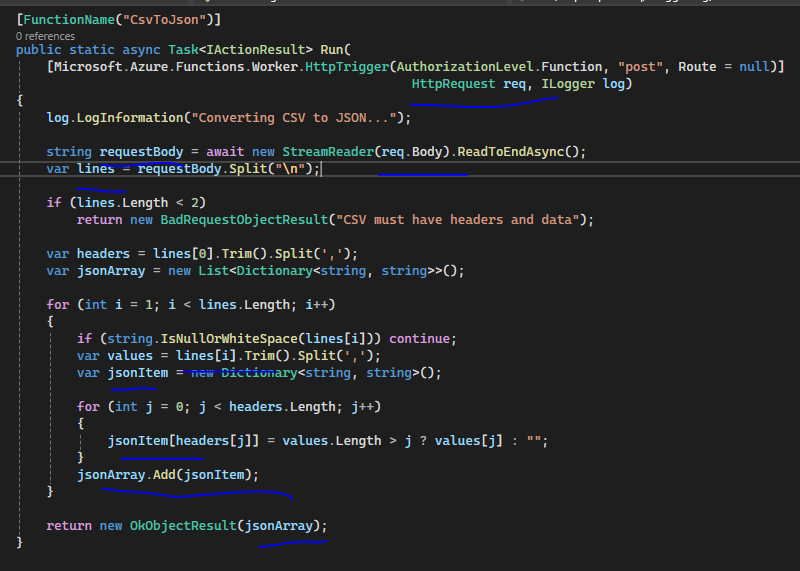 [FunctionName("CsvToJson")]
0 references
public static async Task<IActionResult> Run(
[Microsoft.Azure.Functions.Worker.HttpTrigger(AuthorizationLevel.Function, "post", Route = null)]
HttpRequest req, ILogger log)
{
log.LogInformation("Converting CSV to JSON...");
string requestBody = await new StreamReader(req.Body).ReadToEndAsync();
var lines = requestBody.Split("\n");
if (lines.Length < 2)
return new BadRequestObjectResult("CSV must have headers and data");
var headers = lines[0].Trim().Split(',');
var jsonArray = new List<Dictionary<string, string>>();
for (int i = 1; i < lines.Length; i++)
{
if (string.IsNullOrWhiteSpace(lines[i])) continue;
var values = lines[i].Trim().Split(',');
var jsonItem = new Dictionary<string, string>();
for (int j = 0; j < headers.Length; j++)
{
jsonItem[headers[j]] = values.Length > j ? values[j] : "";
}
jsonArray.Add(jsonItem);
}
return new OkObjectResult(jsonArray);
}